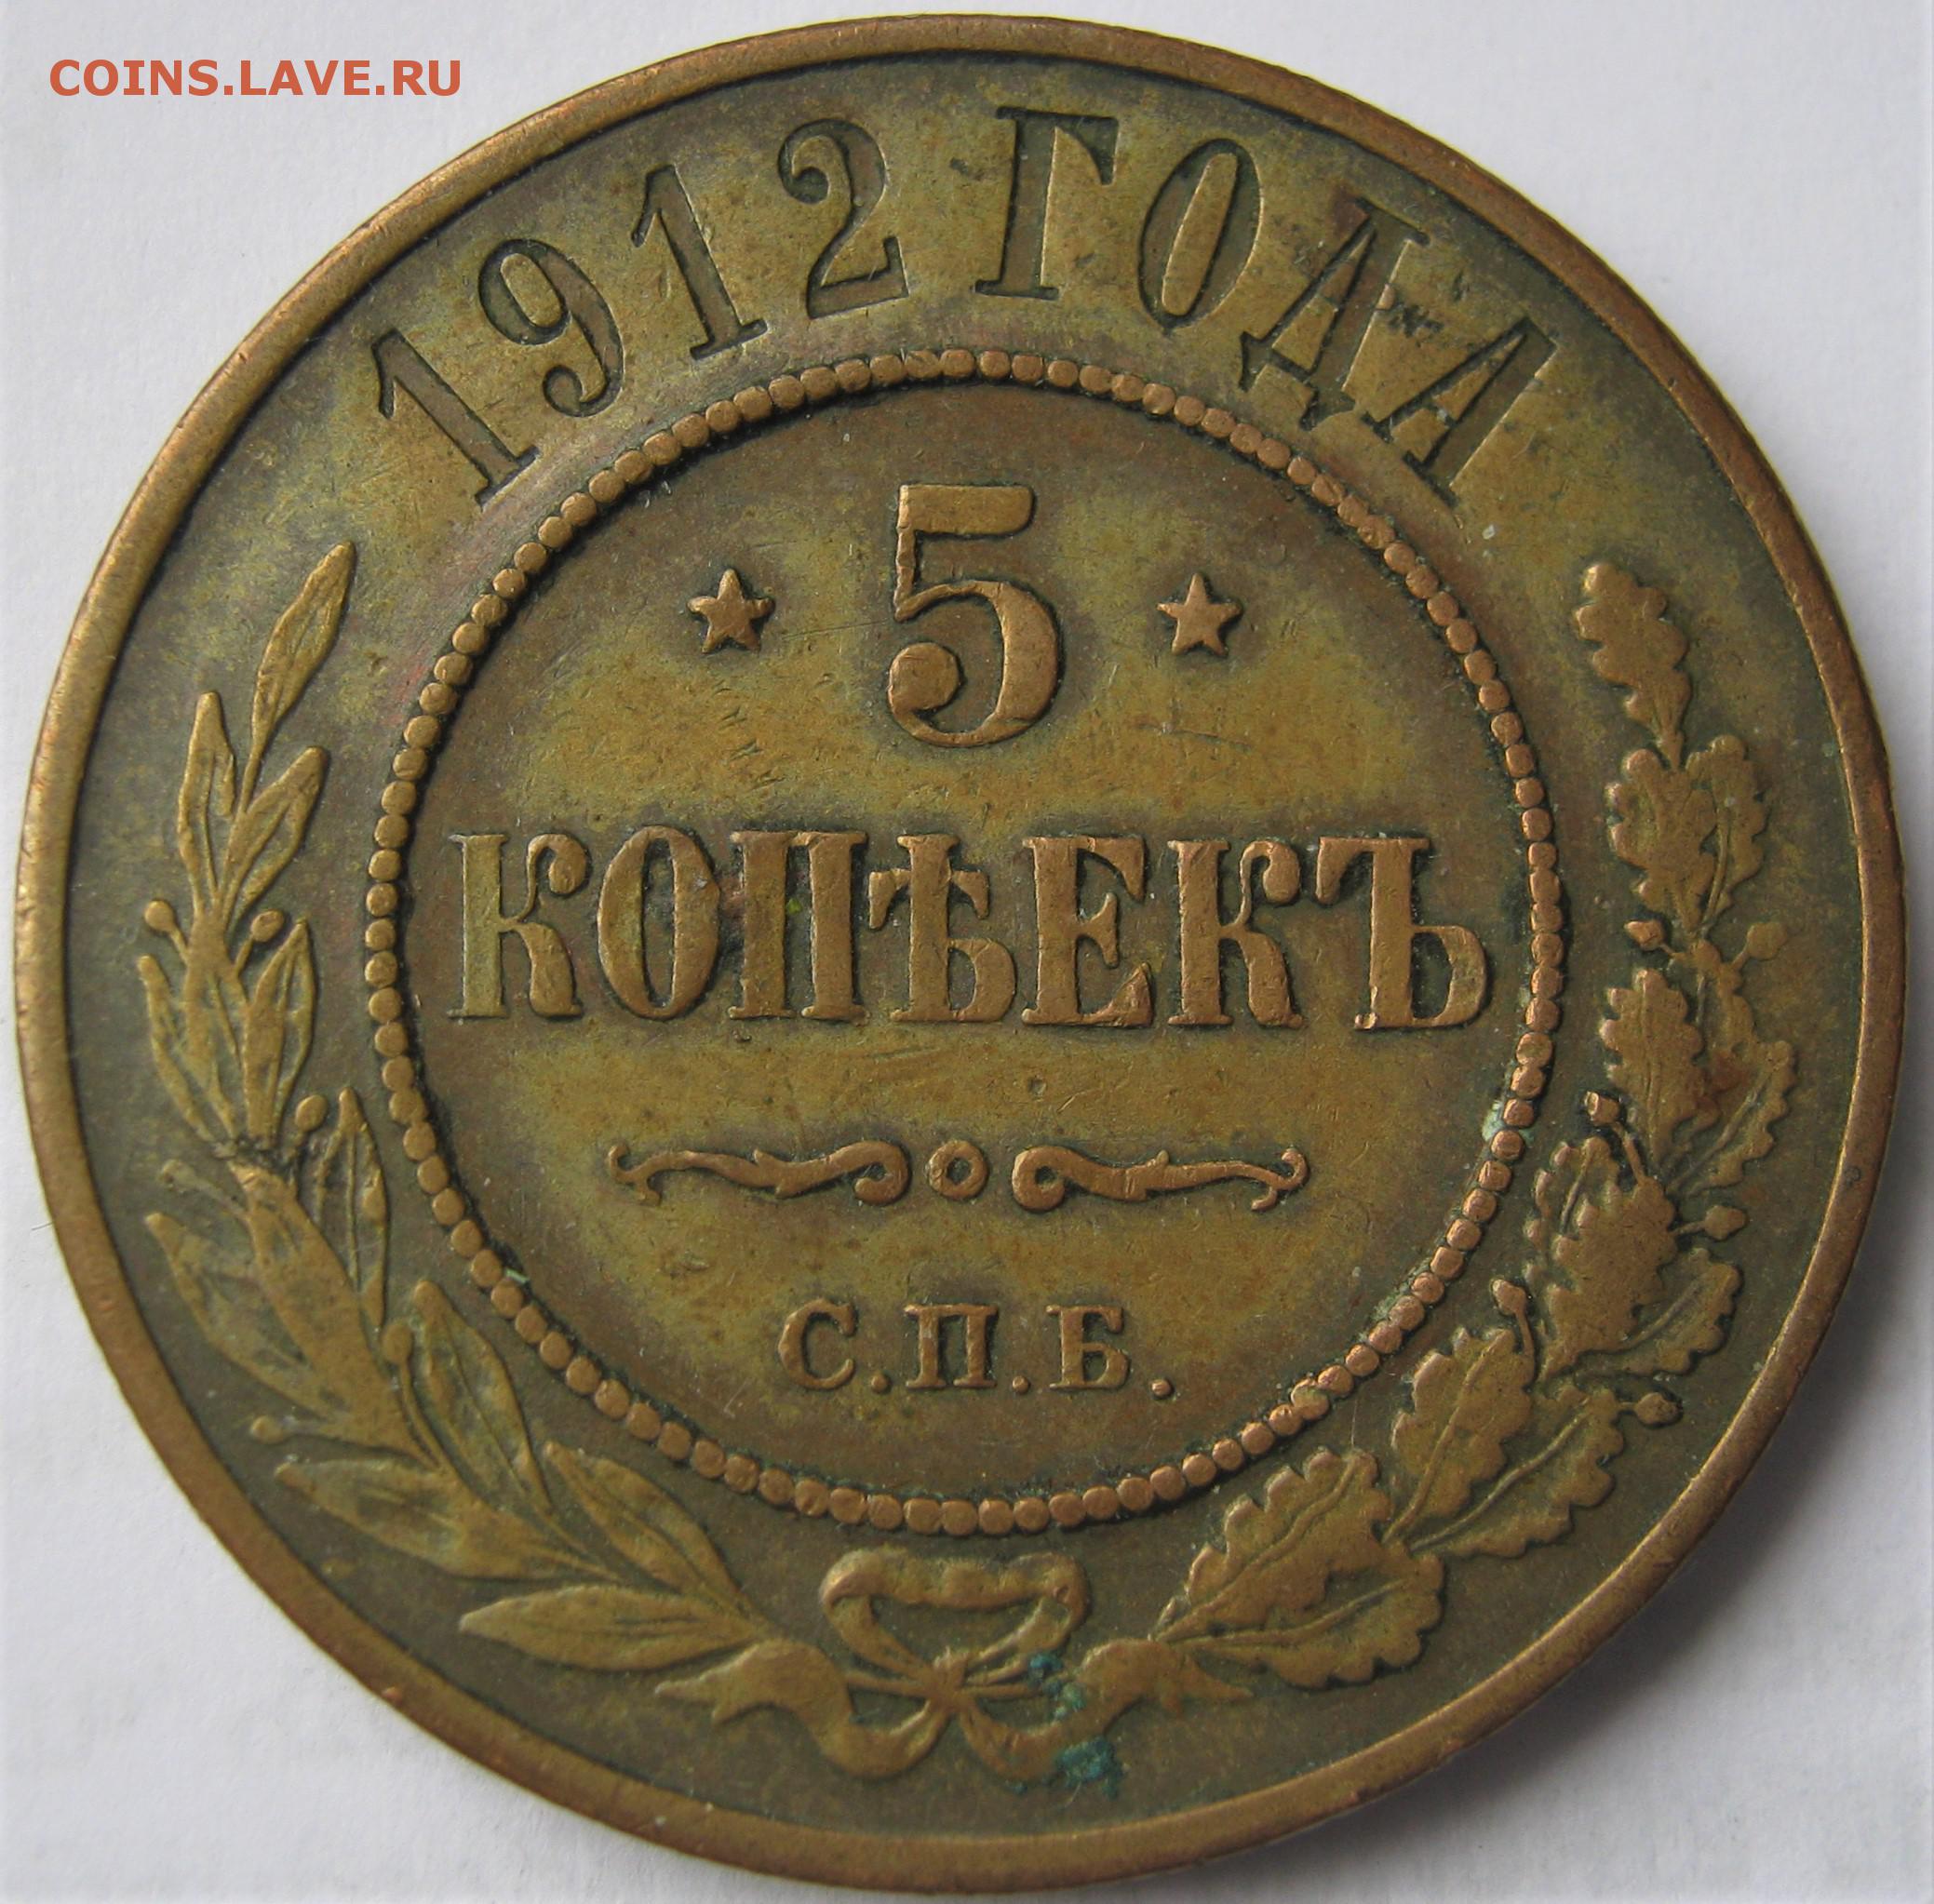 COINS.LAVE.RU
1912 ГОДА
5
КОПѢЕКЪ
С.П.Б.